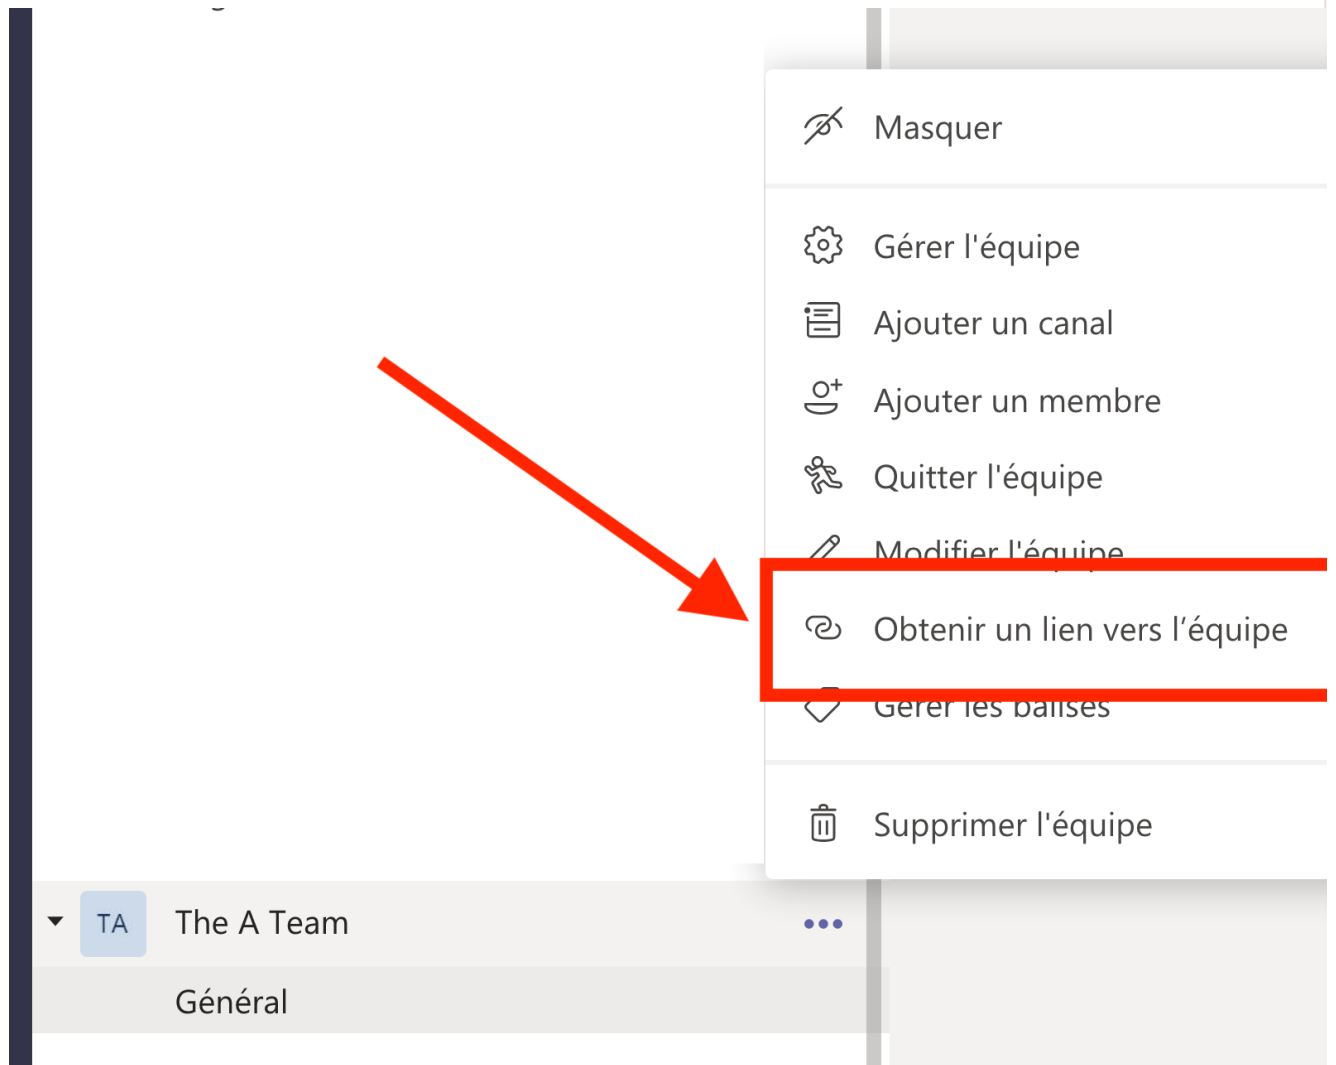 Masquer
Gérer l'équipe
Ajouter un canal
Ajouter un membre
Quitter l'équipe
Modifier l'équipe
Obtenir un lien vers l’équipe
Gérer les balises
Supprimer l'équipe
TA The A Team
Général